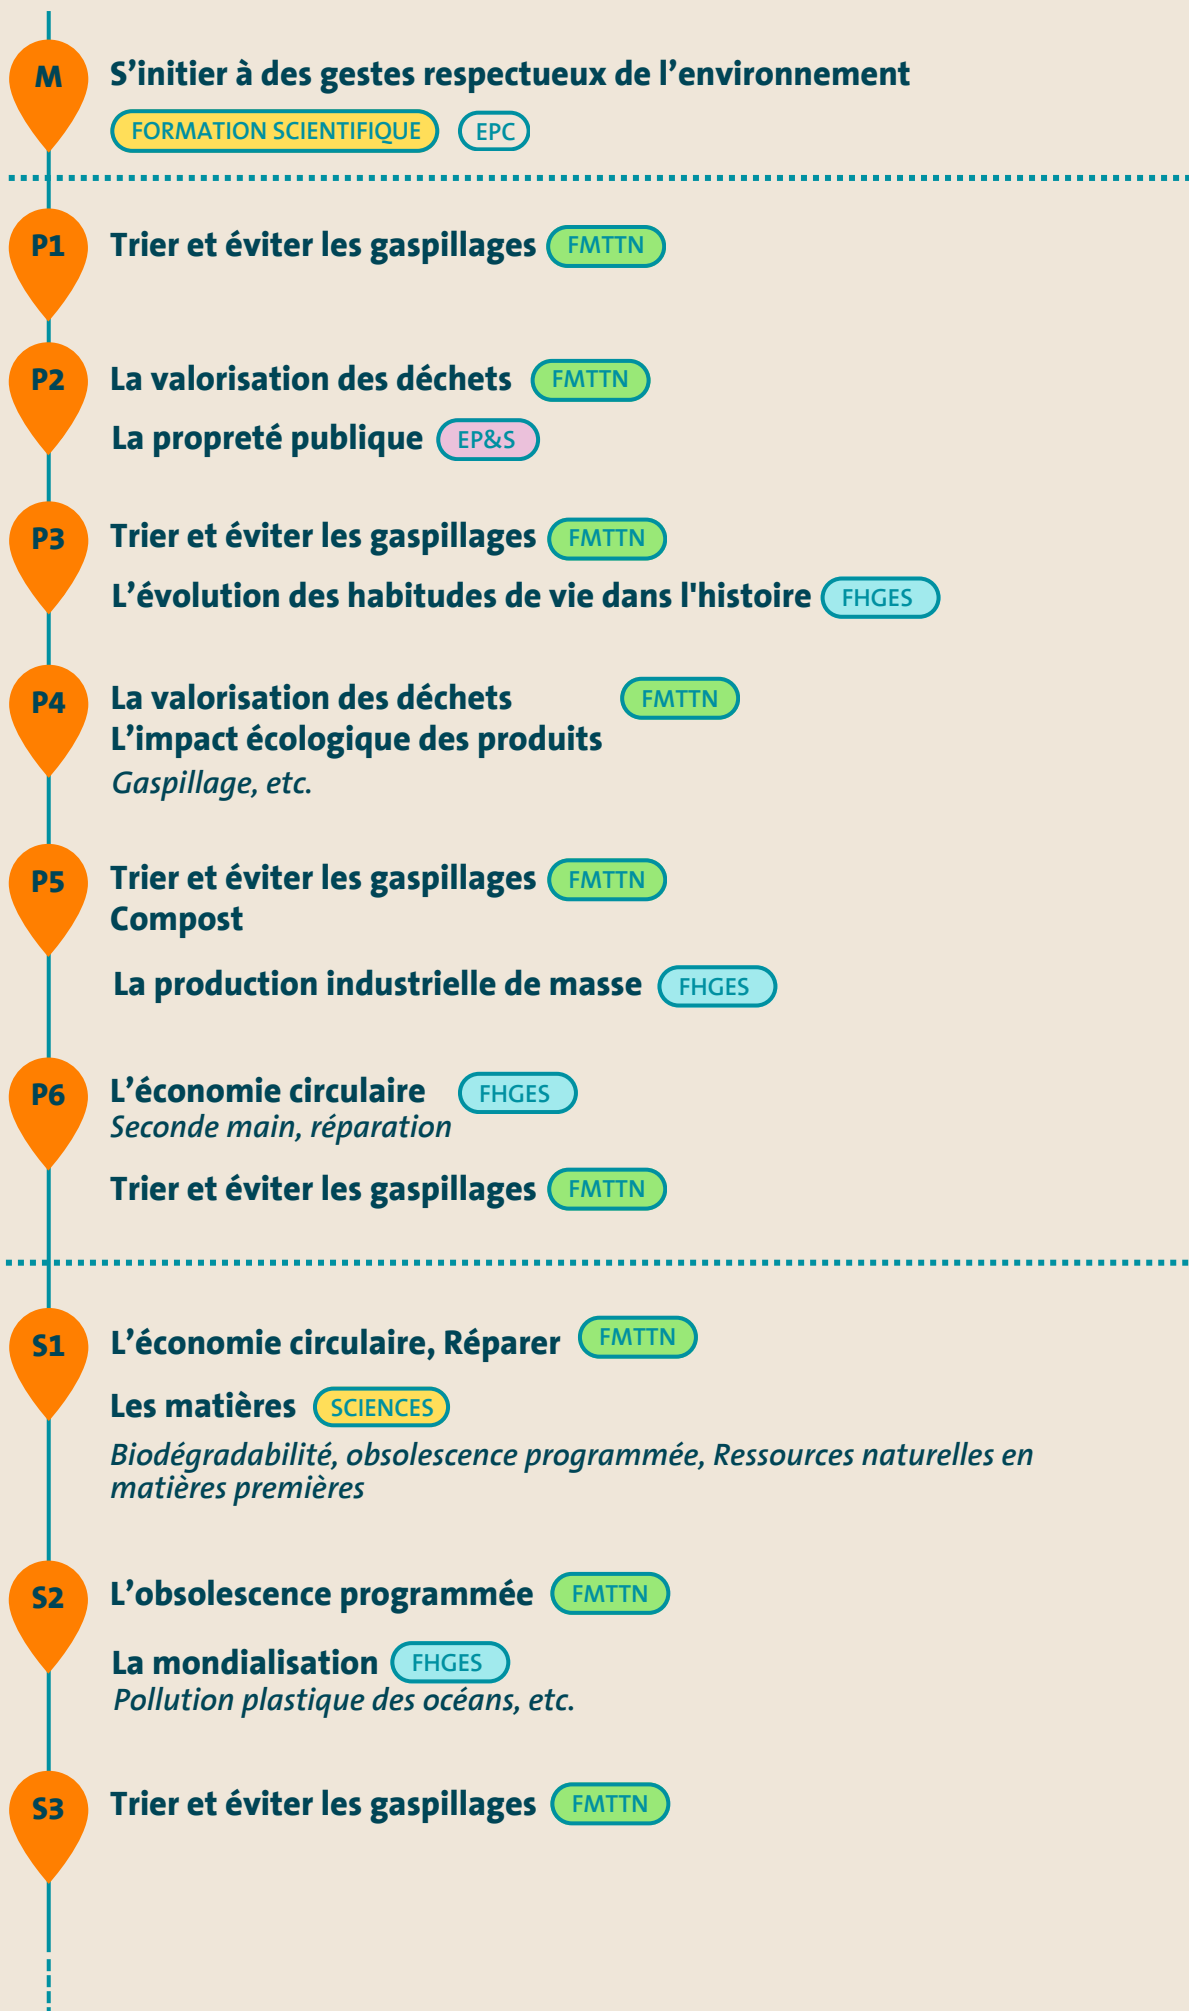 M
S’initier à des gestes respectueux de l’environnement
FORMATION SCIENTIFIQUE EPC
P1
Trier et éviter les gaspillages FMTTN
P2
La valorisation des déchets FMTTN
La propreté publique EP&S
P3
Trier et éviter les gaspillages FMTTN
L’évolution des habitudes de vie dans l'histoire FHGES
P4
La valorisation des déchets FMTTN
L’impact écologique des produits
Gaspillage, etc.
P5
Trier et éviter les gaspillages FMTTN
Compost
La production industrielle de masse FHGES
P6
L’économie circulaire FHGES
Seconde main, réparation
Trier et éviter les gaspillages FMTTN
S1
L’économie circulaire, Réparer FMTTN
Les matières SCIENCES
Biodégradabilité, obsolescence programmée, Ressources naturelles en
matières premières
S2
L’obsolescence programmée FMTTN
La mondialisation FHGES
Pollution plastique des océans, etc.
S3
Trier et éviter les gaspillages FMTTN